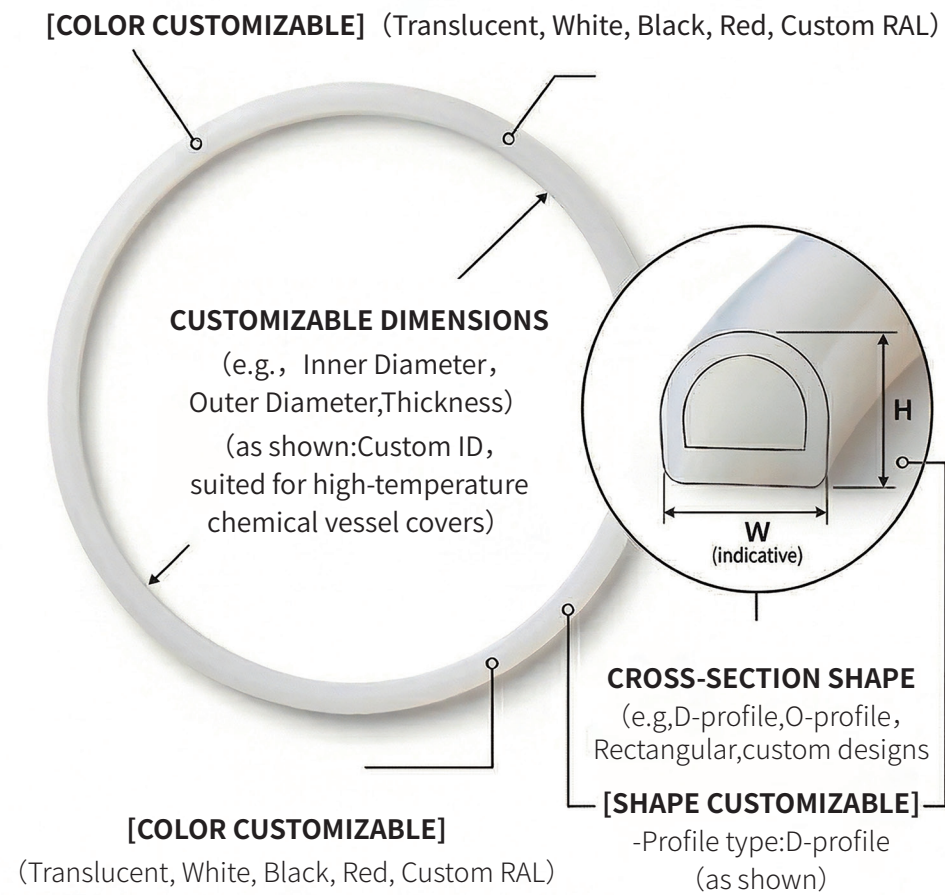 [COLOR CUSTOMIZABLE]（Translucent, White, Black, Red, Custom RAL）
CUSTOMIZABLE DIMENSIONS
（e.g.，Inner Diameter，
Outer Diameter,Thickness）
（as shown:Custom ID，
suited for high-temperature
chemical vessel covers）
H
W
(indicative)
CROSS-SECTION SHAPE
（e.g,D-profile,O-profile，
Rectangular,custom designs
[SHAPE CUSTOMIZABLE]
-Profile type:D-profile
（as shown）
[COLOR CUSTOMIZABLE]
（Translucent, White, Black, Red, Custom RAL）